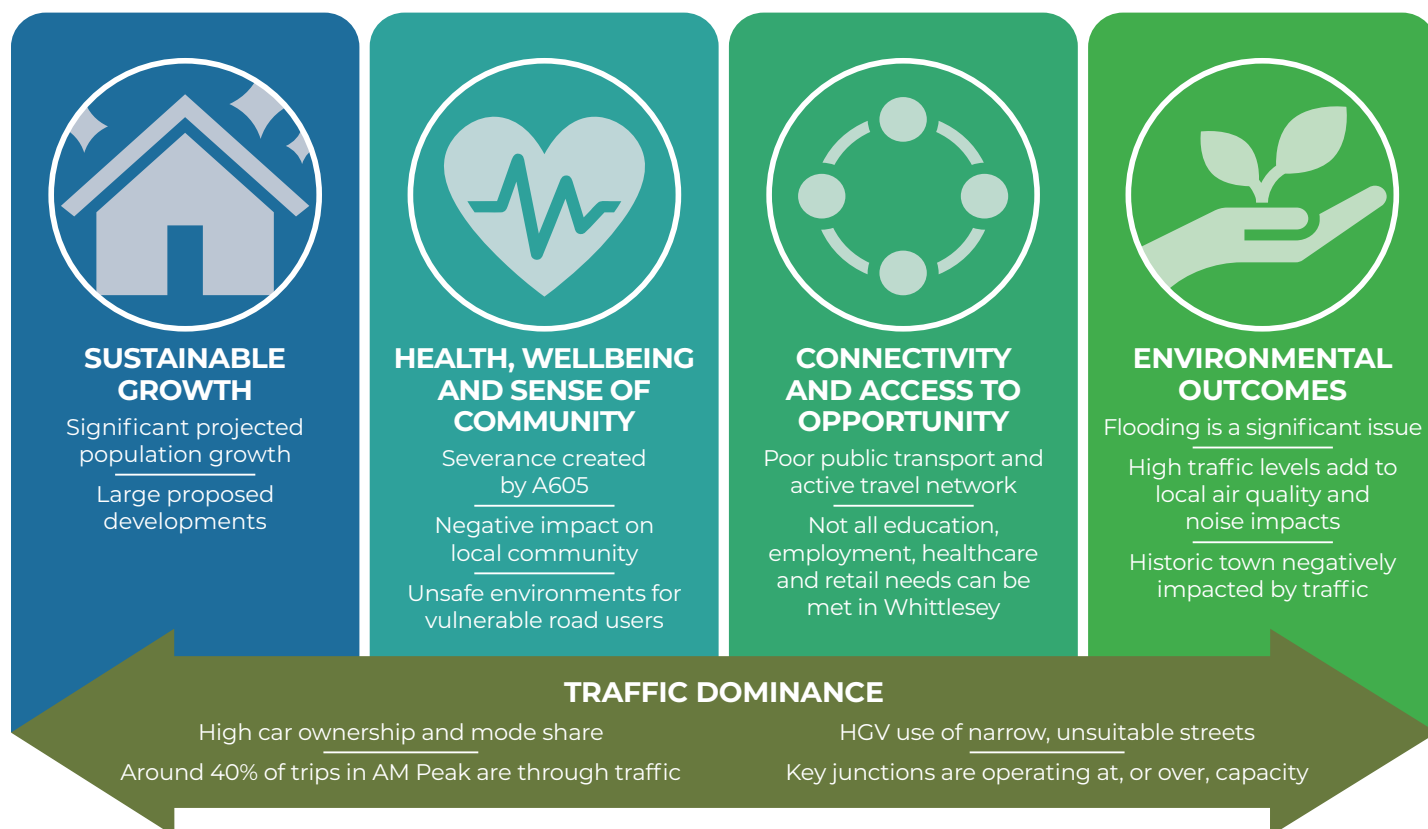 SUSTAINABLE
GROWTH
Significant projected
population growth
Large proposed
developments
HEALTH, WELLBEING
AND SENSE OF
COMMUNITY
Severance created
by A605
Negative impact on
local community
Unsafe environments for
vulnerable road users
CONNECTIVITY
AND ACCESS TO
OPPORTUNITY
Poor public transport and
active travel network
Not all education,
employment, healthcare
and retail needs can be
met in Whittlesey
ENVIRONMENTAL
OUTCOMES
Flooding is a significant issue
High traffic levels add to
local air quality and
noise impacts
Historic town negatively
impacted by traffic
TRAFFIC DOMINANCE
High car ownership and mode share
Around 40% of trips in AM Peak are through traffic
HGV use of narrow, unsuitable streets
Key junctions are operating at, or over, capacity